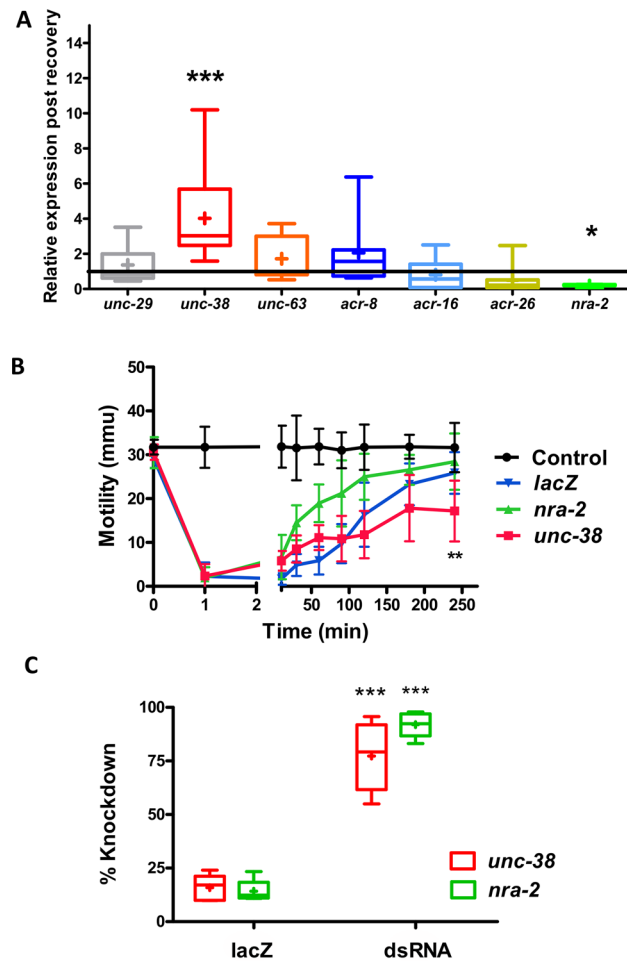 A
Relative expression post recovery
14
12
10
8
6
4
2
0
***
*
unc-29 unc-38 unc-63 acr-8 acr-16 acr-26 nra-2
B
Motility (mmu)
50
40
30
20
10
0
**
0 1 2 50 100 150 200 250
Time (min)
Control
lacZ
nra-2
unc-38
C
% Knockdown
100
75
50
25
0
*** ***
lacZ dsRNA
unc-38
nra-2